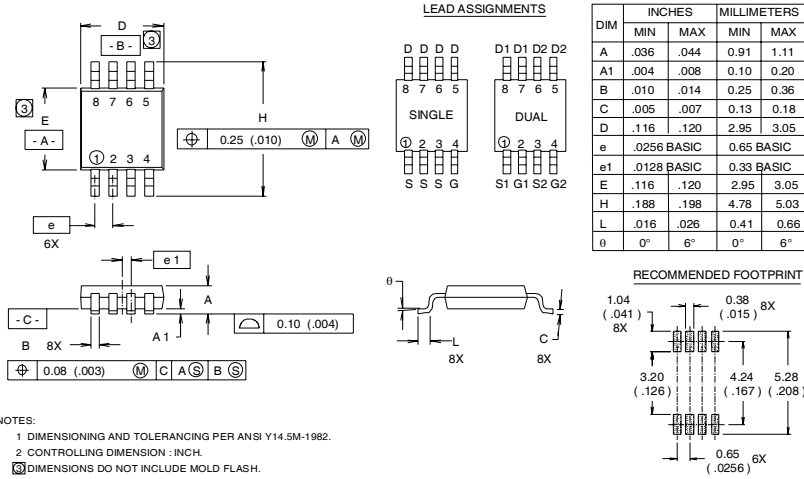 D
- B -
3
8 7 6 5
3
E
- A -
H
1 2 3 4
0.25 (.010) M A M
e
6X
e 1
A
- C -
B 8X
A 1
0.10 (.004)
0.08 (.003) M C A S B S
NOTES:
1 DIMENSIONING AND TOLERANCING PER ANSI Y14.5M-1982.
2 CONTROLLING DIMENSION : INCH.
3 DIMENSIONS DO NOT INCLUDE MOLD FLASH.
LEAD ASSIGNMENTS
D D D D
8 7 6 5
SINGLE
1 2 3 4
S S S G
D1 D1 D2 D2
8 7 6 5
DUAL
1 2 3 4
S1 G1 S2 G2
θ
L
8X
C
8X
DIM INCHES MILLIMETERS
MIN MAX MIN MAX
A .036 .044 0.91 1.11
A1 .004 .008 0.10 0.20
B .010 .014 0.25 0.36
C .005 .007 0.13 0.18
D .116 .120 2.95 3.05
e .0256 BASIC 0.65 BASIC
e1 .0128 BASIC 0.33 BASIC
E .116 .120 2.95 3.05
H .188 .198 4.78 5.03
L .016 .026 0.41 0.66
θ 0° 6° 0° 6°
RECOMMENDED FOOTPRINT
1.04
( .041 )
8X
0.38
( .015 ) 8X
3.20
( .126 )
4.24
( .167 )
5.28
( .208 )
0.65
( .0256 ) 6X